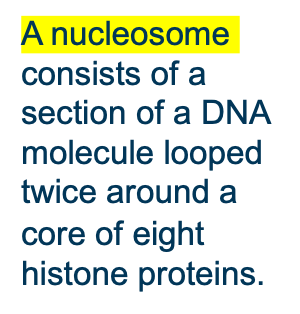 A nucleosome
consists of a
section of a DNA
molecule looped
twice around a
core of eight
histone proteins.